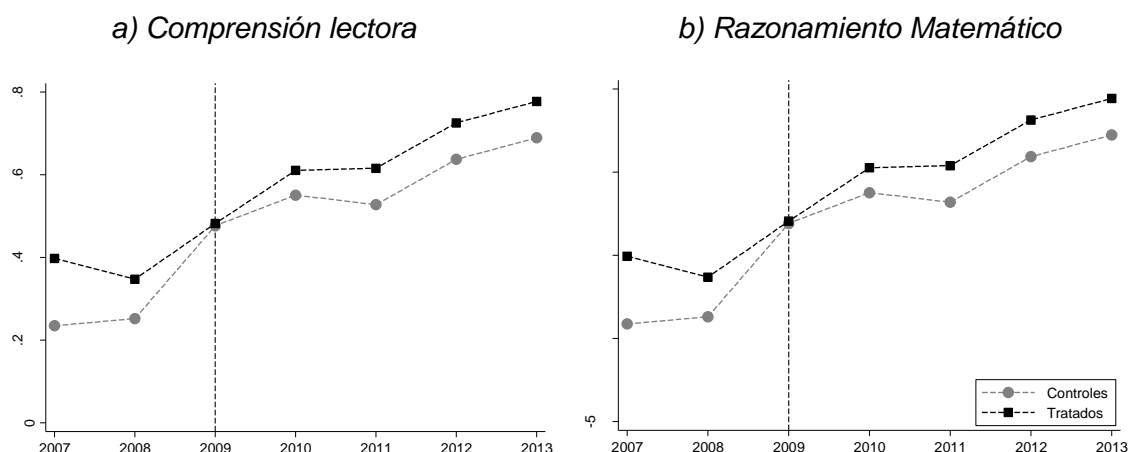 a) Comprensión lectora
b) Razonamiento Matemático
.8
.6
.4
.2
0
2007 2008 2009 2010 2011 2012 2013
-5
Controles
Tratados
2007 2008 2009 2010 2011 2012 2013